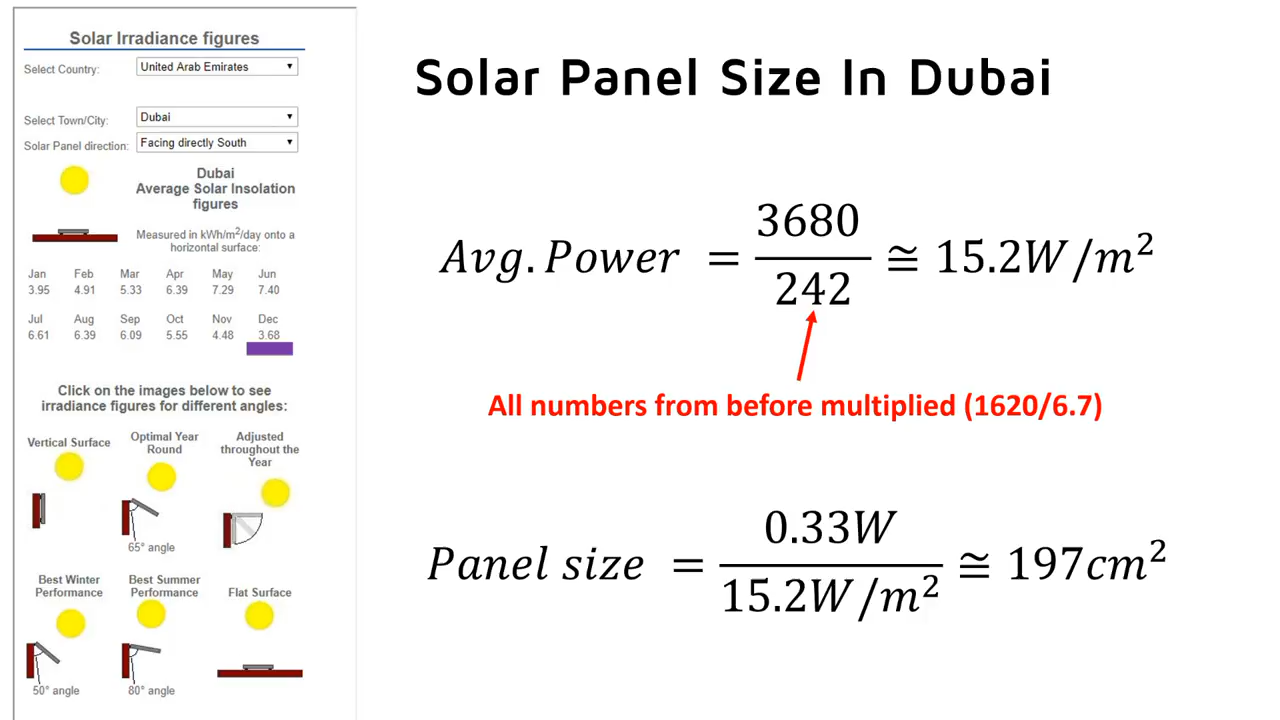 Solar Irradiance figures
Select Country: United Arab Emirates
Select Town/City: Dubai
Solar Panel direction: Facing directly South
Dubai
Average Solar Insolation
figures
Measured in kWh/m²/day onto a
horizontal surface:
Jan Feb Mar Apr May Jun
3.95 4.91 5.33 6.39 7.29 7.40
Jul Aug Sep Oct Nov Dec
6.61 6.39 6.09 5.55 4.48 3.68
Click on the images below to see
irradiance figures for different angles:
Vertical Surface
Optimal Year
Round
Adjusted
throughout the
Year
65° angle
Best Winter
Performance
Best Summer
Performance
Flat Surface
50° angle
80° angle
Solar Panel Size In Dubai
Avg. Power = 3680/242 ≅ 15.2W/m²
All numbers from before multiplied (1620/6.7)
Panel size = 0.33W/15.2W/m² ≅ 197cm²